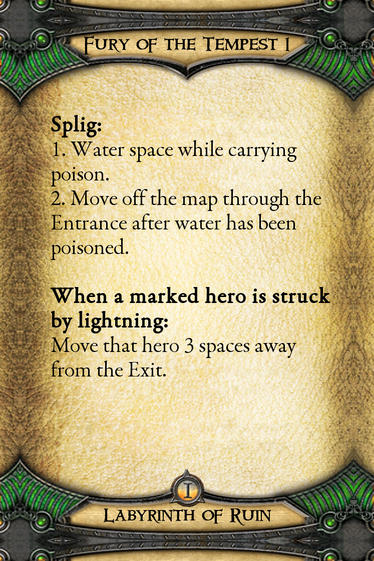 Fury of the Tempest I
Splig:
1. Water space while carrying
poison.
2. Move off the map through the
Entrance after water has been
poisoned.
When a marked hero is struck
by lightning:
Move that hero 3 spaces away
from the Exit.
I
Labyrinth of Ruin